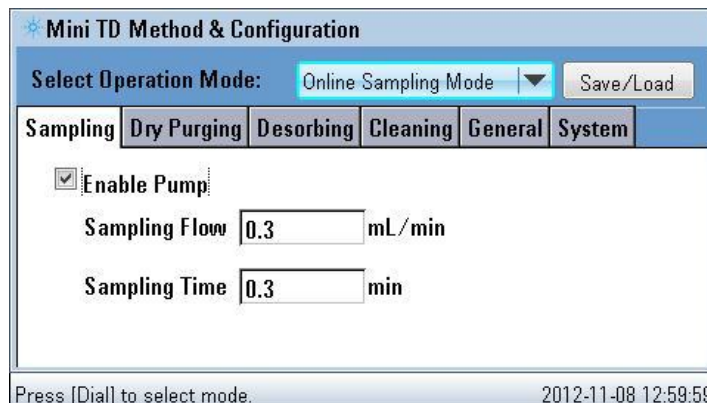 Mini TD Method & Configuration
Select Operation Mode: Online Sampling Mode Save/Load
Sampling Dry Purging Desorbing Cleaning General System
Enable Pump
Sampling Flow 0.3 mL/min
Sampling Time 0.3 min
Press [Dial] to select mode. 2012-11-08 12:59:59